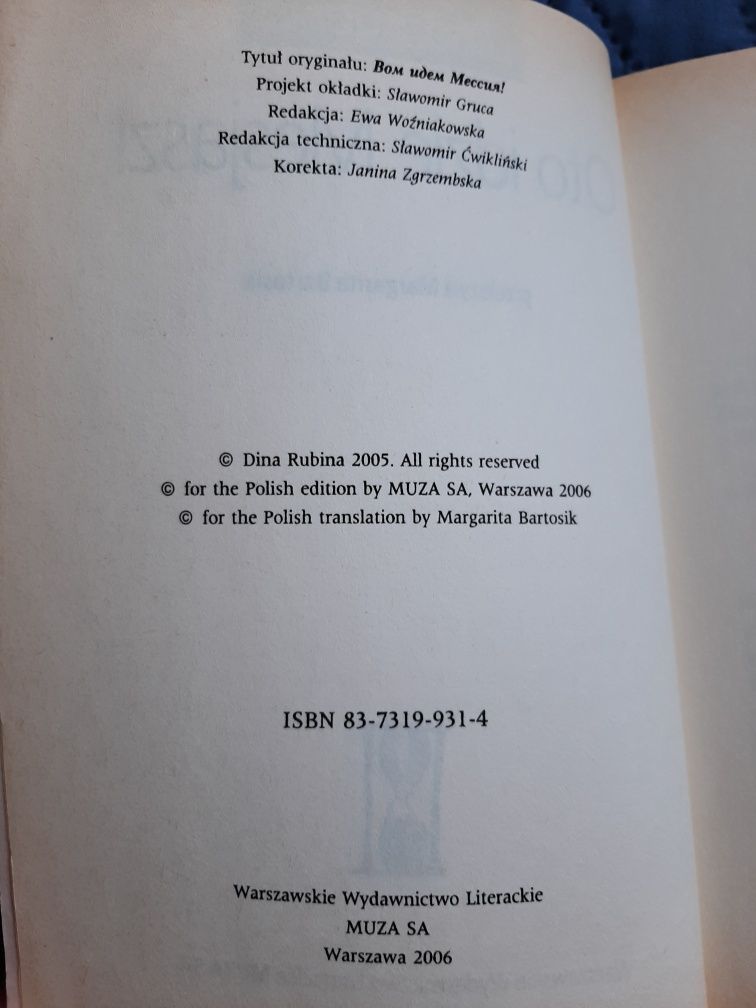 Tytuł oryginału: Вом идем Мессия!
Projekt okładki: Sławomir Gruca
Redakcja: Ewa Woźniakowska
Redakcja techniczna: Sławomir Ćwikliński
Korekta: Janina Zgrzembska
© Dina Rubina 2005. All rights reserved
© for the Polish edition by MUZA SA, Warszawa 2006
© for the Polish translation by Margarita Bartosik
ISBN 83-7319-931-4
Warszawskie Wydawnictwo Literackie
MUZA SA
Warszawa 2006